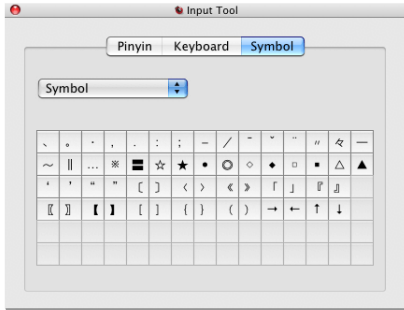 Input Tool
Pinyin Keyboard Symbol
Symbol
、 。 · , . : ; – / ˉ ˇ ¨ 〃 々 —
～ ‖ … ※ 〓 ☆ ★ ● ◎ ◇ ◆ □ ■ △ ▲
‘ ’ “ ” 〔 〕 〈 〉 《 》 「 」 『 』
〖 〗 【 】 [ ] { } ( ) → ← ↑ ↓